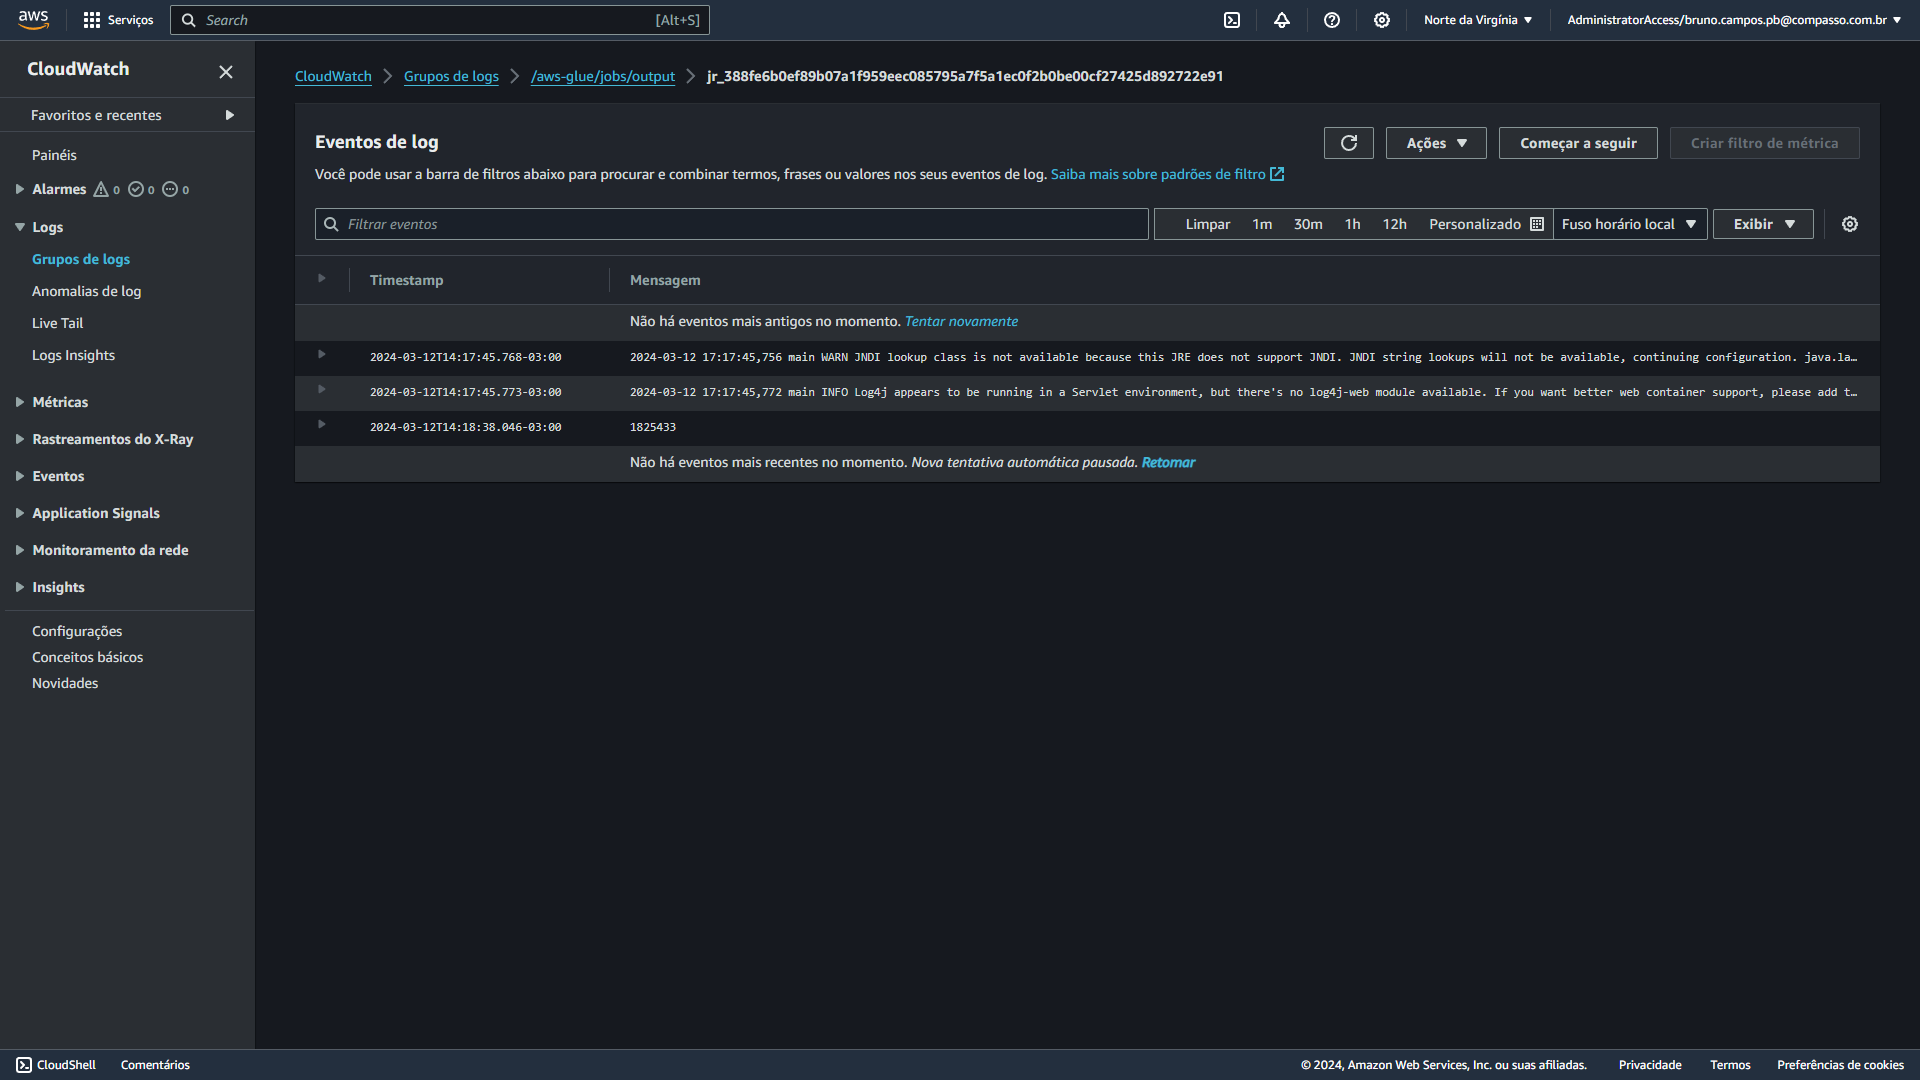 aws Serviços Search [Alt+S] Norte da Virgínia AdministratorAccess/bruno.campos.pb@compasso.com.br
CloudWatch
Favoritos e recentes
Painéis
Alarmes 0 0 0
Logs
Grupos de logs
Anomalias de log
Live Tail
Logs Insights
Métricas
Rastreamentos do X-Ray
Eventos
Application Signals
Monitoramento da rede
Insights
Configurações
Conceitos básicos
Novidades
CloudWatch Grupos de logs /aws-glue/jobs/output jr_388fe6b0ef89b07a1f959eec085795a7f5a1ec0f2b0be00cf27425d892722e91
Eventos de log
Ações Começar a seguir Criar filtro de métrica
Você pode usar a barra de filtros abaixo para procurar e combinar termos, frases ou valores nos seus eventos de log. Saiba mais sobre padrões de filtro
Filtrar eventos Limpar 1m 30m 1h 12h Personalizado Fuso horário local Exibir
Timestamp Mensagem
Não há eventos mais antigos no momento. Tentar novamente
2024-03-12T14:17:45.768-03:00 2024-03-12 17:17:45,756 main WARN JNDI lookup class is not available because this JRE does not support JNDI. JNDI string lookups will not be available, continuing configuration. java.la…
2024-03-12T14:17:45.773-03:00 2024-03-12 17:17:45,772 main INFO Log4j appears to be running in a Servlet environment, but there's no log4j-web module available. If you want better web container support, please add t…
2024-03-12T14:18:38.046-03:00 1825433
Não há eventos mais recentes no momento. Nova tentativa automática pausada. Retomar
CloudShell Comentários © 2024, Amazon Web Services, Inc. ou suas afiliadas. Privacidade Termos Preferências de cookies